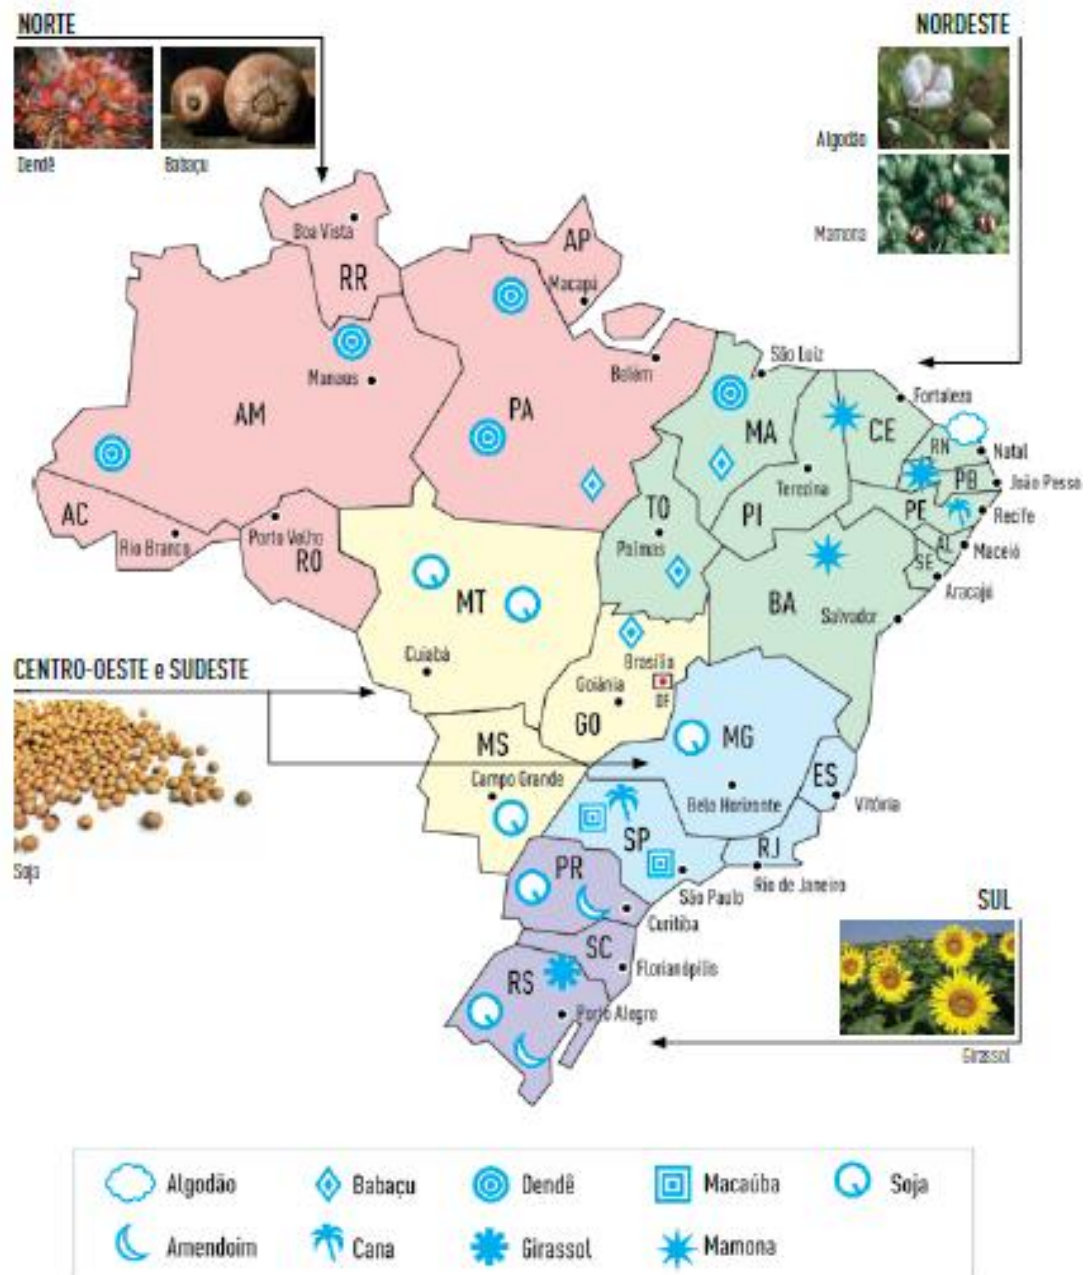 NORTE
NORDESTE
Dendê
Babaçu
Algodão
Mamona
Boa Vista
RR
AP
Macapá
Manaus
AM
PA
Belém
São Luiz
MA
Fortaleza
CE
RN
Natal
PB
João Pesso
Terezina
PI
TO
Palmas
PE
Recife
AL
Maceió
SE
Aracajú
BA
Salvador
AC
Rio Branco
Porto Velho
RO
MT
Cuiabá
CENTRO-OESTE e SUDESTE
Soja
Brasília
DF
Goiânia
GO
MS
Campo Grande
MG
Belo Horizonte
ES
Vitória
SP
São Paulo
RJ
Rio de Janeiro
PR
Curitiba
SC
Florianópilis
RS
Porto Alegre
SUL
Girassol
Algodão
Babaçu
Dendê
Macaúba
Soja
Amendoim
Cana
Girassol
Mamona